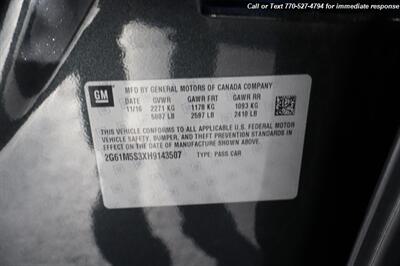 Call or Text 770-527-4794 for immediate response
GM
MFD BY GENERAL MOTORS OF CANADA COMPANY
DATE GVWR GAWR FRT GAWR RR
11/16 2271 KG 1178 KG 1093 KG
5007 LB 2597 LB 2410 LB
THIS VEHICLE CONFORMS TO ALL APPLICABLE U.S. FEDERAL MOTOR
VEHICLE SAFETY, BUMPER, AND THEFT PREVENTION STANDARDS
IN EFFECT ON THE DATE OF MANUFACTURE SHOWN ABOVE.
2G61M5S3XH9143507 TYPE: PASS CAR